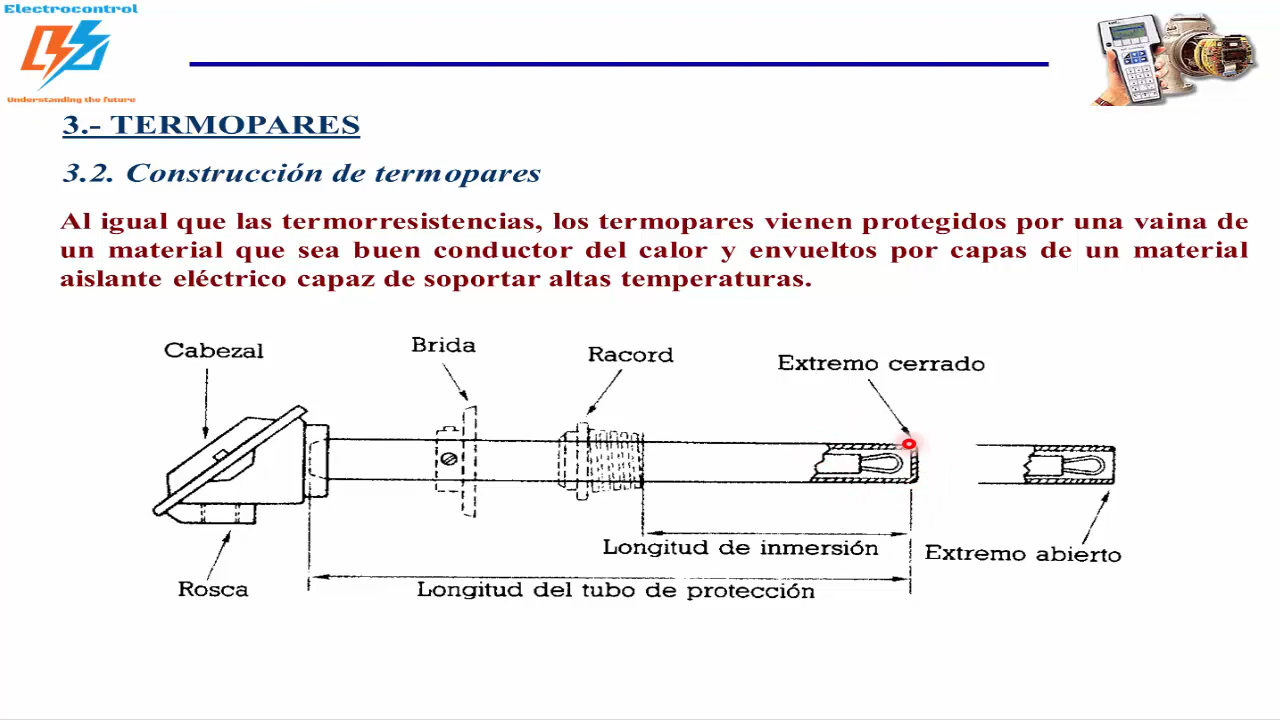 Electrocontrol
Understanding the future
3.- TERMOPARES
3.2. Construcción de termopares
Al igual que las termorresistencias, los termopares vienen protegidos por una vaina de
un material que sea buen conductor del calor y envueltos por capas de un material
aislante eléctrico capaz de soportar altas temperaturas.
Cabezal
Brida
Racord
Extremo cerrado
Longitud de inmersión
Extremo abierto
Rosca
Longitud del tubo de protección